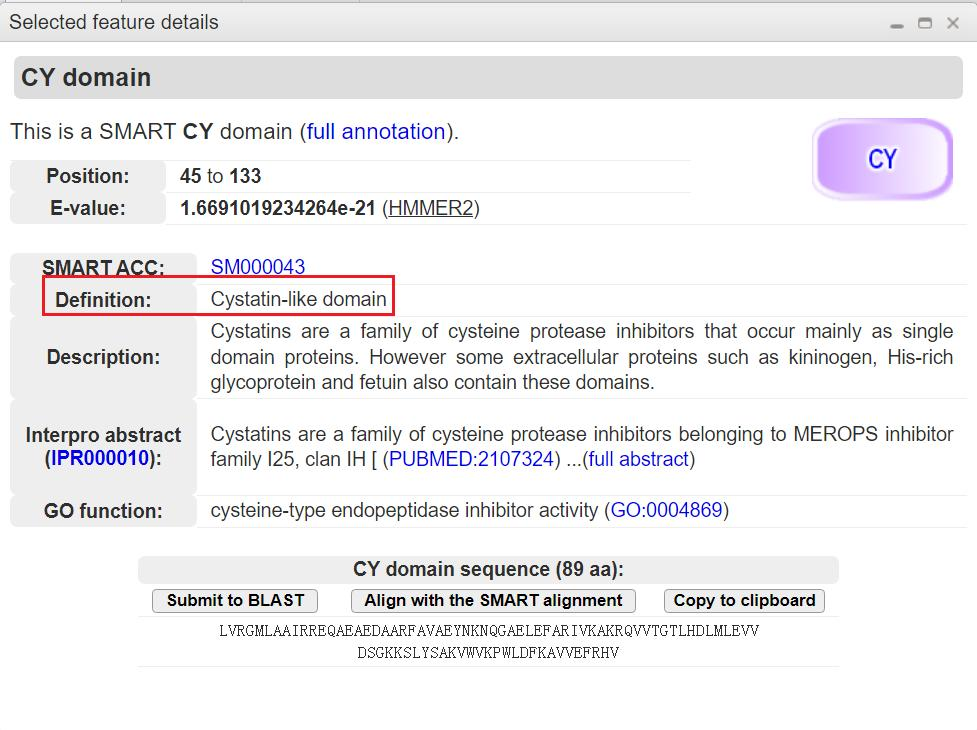 Selected feature details
CY domain
This is a SMART CY domain (full annotation).
CY
Position: 45 to 133
E-value: 1.6691019234264e-21 (HMMER2)
SMART ACC: SM000043
Definition: Cystatin-like domain
Description: Cystatins are a family of cysteine protease inhibitors that occur mainly as single
domain proteins. However some extracellular proteins such as kininogen, His-rich
glycoprotein and fetuin also contain these domains.
Interpro abstract (IPR000010): Cystatins are a family of cysteine protease inhibitors belonging to MEROPS inhibitor
family I25, clan IH [ (PUBMED:2107324) ...(full abstract)
GO function: cysteine-type endopeptidase inhibitor activity (GO:0004869)
CY domain sequence (89 aa):
Submit to BLAST Align with the SMART alignment Copy to clipboard
LVRGMLAAIRREQAEAEDAARFAVAEYNKNQGAELEFARIVKAKRQVVTGTLHDLMLEVV
DSGKKSLYSAKVWVKPWLDFKAVVEFRHV